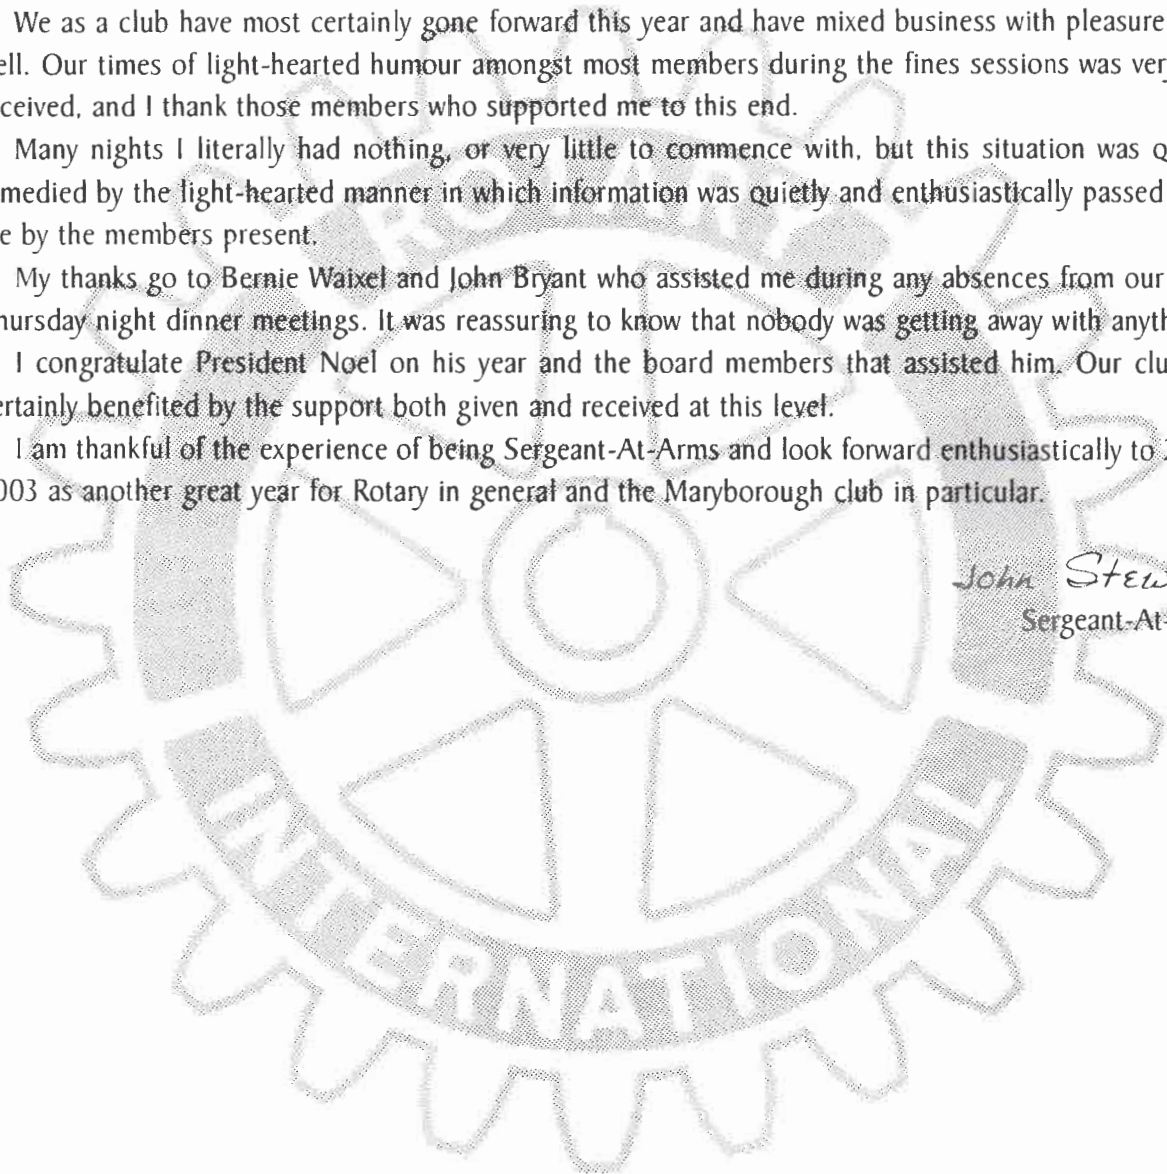 We as a club have most certainly gone forward this year and have mixed business with pleasure
ell. Our times of light-hearted humour amongst most members during the fines sessions was very
ceived, and I thank those members who supported me to this end.
Many nights I literally had nothing, or very little to commence with, but this situation was q
medied by the light-hearted manner in which information was quietly and enthusiastically passed
e by the members present.
My thanks go to Bernie Waixel and John Bryant who assisted me during any absences from our
hursday night dinner meetings. It was reassuring to know that nobody was getting away with anyth
I congratulate President Noel on his year and the board members that assisted him. Our clu
ertainly benefited by the support both given and received at this level.
I am thankful of the experience of being Sergeant-At-Arms and look forward enthusiastically to
003 as another great year for Rotary in general and the Maryborough club in particular.
John Stew
Sergeant-At-
ROTARY
INTERNATIONAL